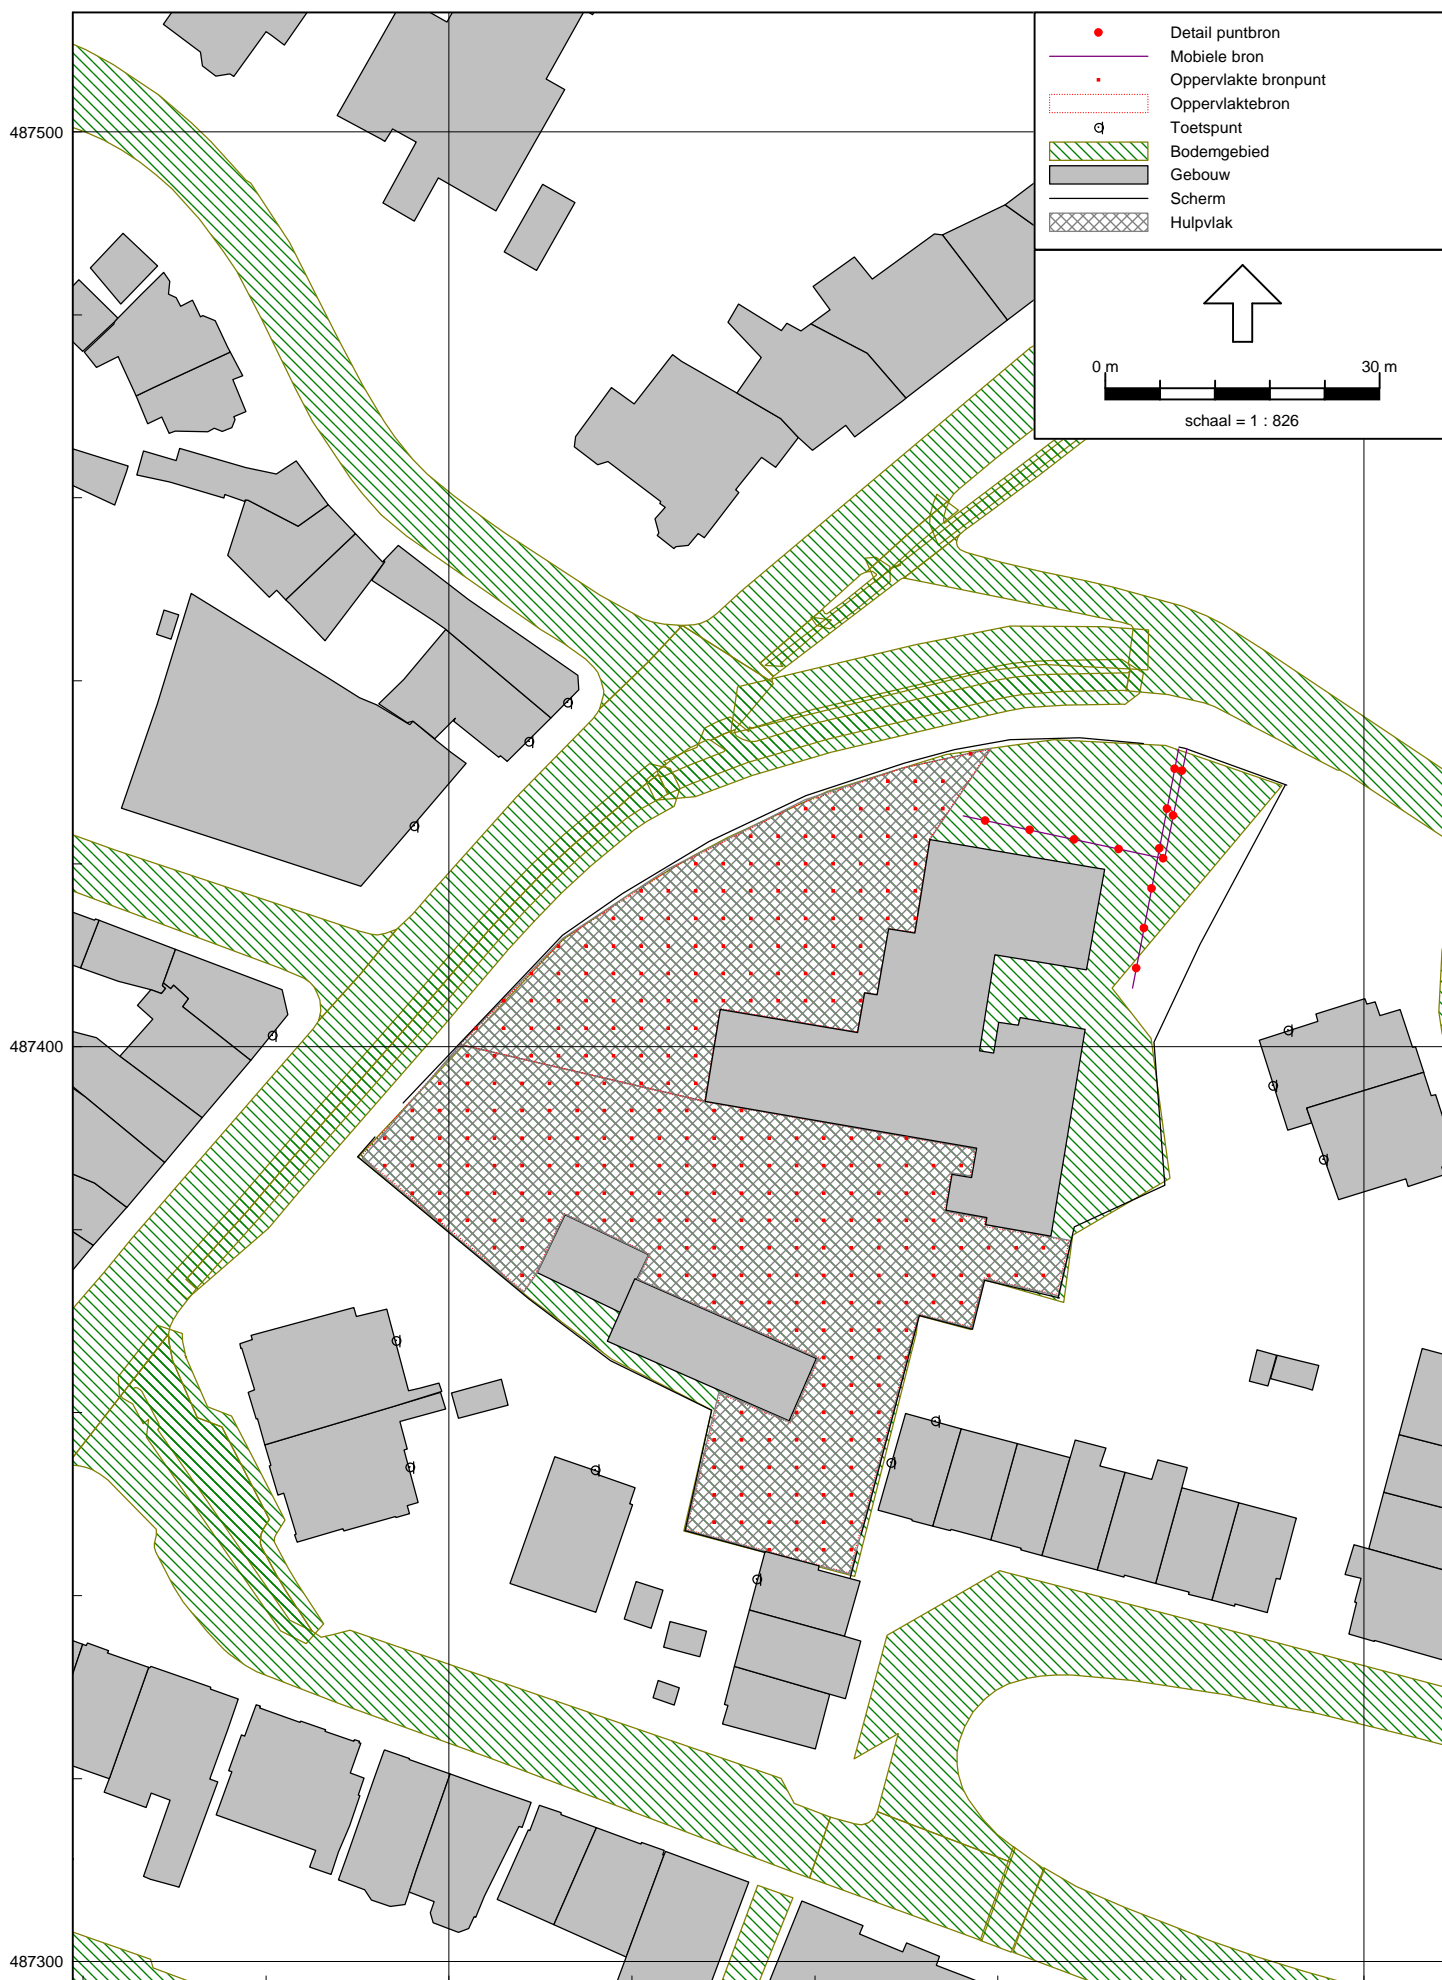 Detail puntbron
Mobiele bron
Oppervlakte bronpunt
Oppervlaktebron
Toetspunt
Bodemgebied
Gebouw
Scherm
Hulpvlak
0 m 30 m
schaal = 1 : 826
487500
487400
487300